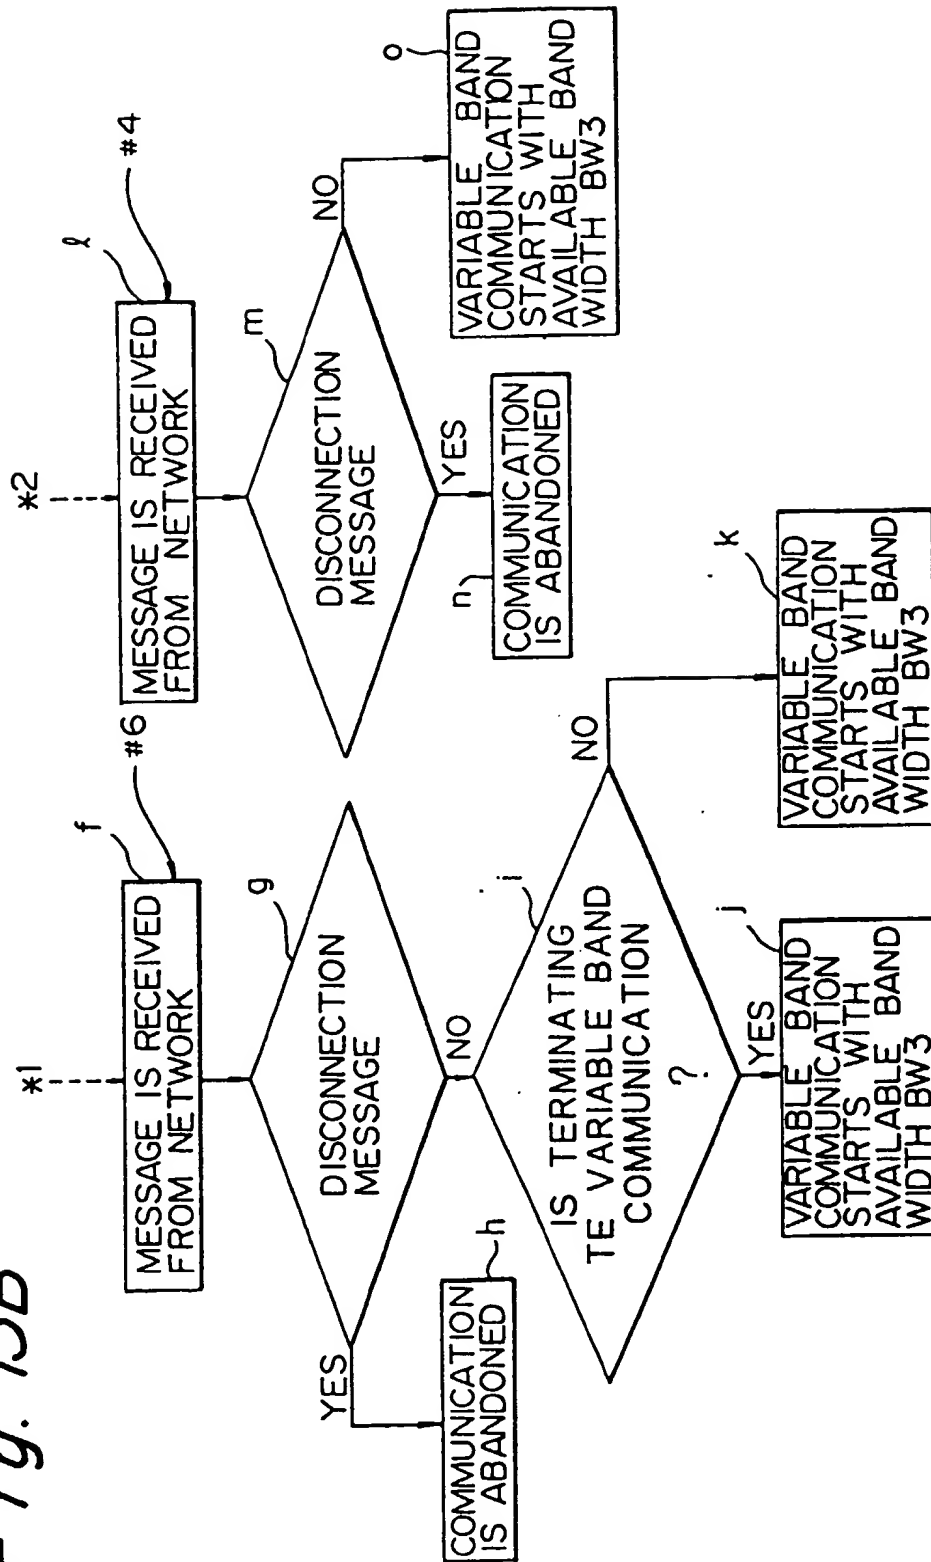 Fig. 13B
*1
MESSAGE IS RECEIVED
FROM NETWORK
f
#6
g
DISCONNECTION
MESSAGE
YES
NO
COMMUNICATION
IS ABANDONED
h
i
IS TERMINATING
TE VARIABLE BAND
COMMUNICATION
?
YES
NO
j
VARIABLE BAND
COMMUNICATION
STARTS WITH
AVAILABLE BAND
WIDTH BW3
k
VARIABLE BAND
COMMUNICATION
STARTS WITH
AVAILABLE BAND
WIDTH BW3
*2
MESSAGE IS RECEIVED
FROM NETWORK
ℓ
#4
m
DISCONNECTION
MESSAGE
YES
NO
n
COMMUNICATION
IS ABANDONED
o
VARIABLE BAND
COMMUNICATION
STARTS WITH
AVAILABLE BAND
WIDTH BW3